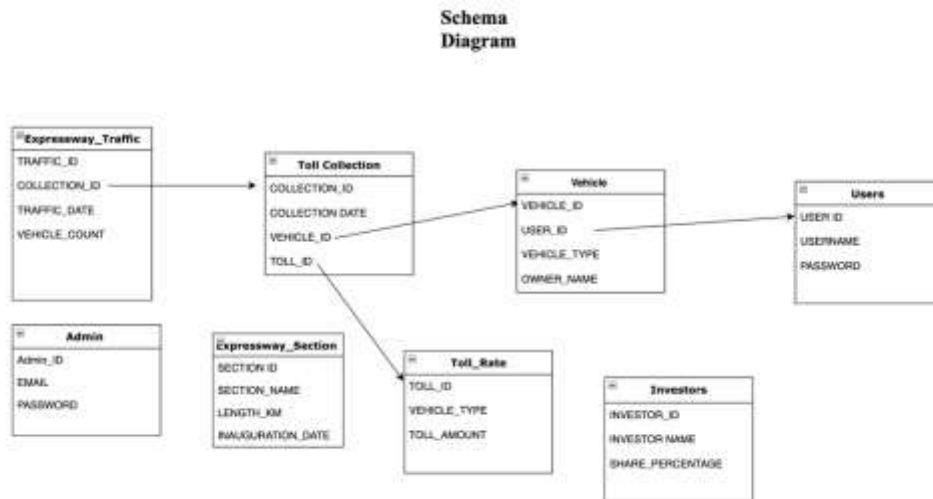 Schema
Diagram
Expressway_Traffic
TRAFFIC_ID
COLLECTION_ID
TRAFFIC_DATE
VEHICLE_COUNT
Toll Collection
COLLECTION_ID
COLLECTION DATE
VEHICLE_ID
TOLL_ID
Vehicle
VEHICLE_ID
USER_ID
VEHICLE_TYPE
OWNER_NAME
Users
USER ID
USERNAME
PASSWORD
Admin
Admin_ID
EMAIL
PASSWORD
Expressway_Section
SECTION ID
SECTION_NAME
LENGTH_KM
INAUGURATION_DATE
Toll_Rate
TOLL_ID
VEHICLE_TYPE
TOLL_AMOUNT
Investors
INVESTOR_ID
INVESTOR NAME
SHARE_PERCENTAGE